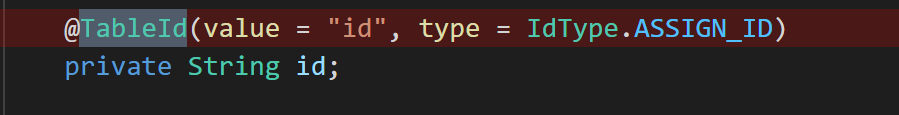 @TableId(value = "id", type = IdType.ASSIGN_ID)
private String id;